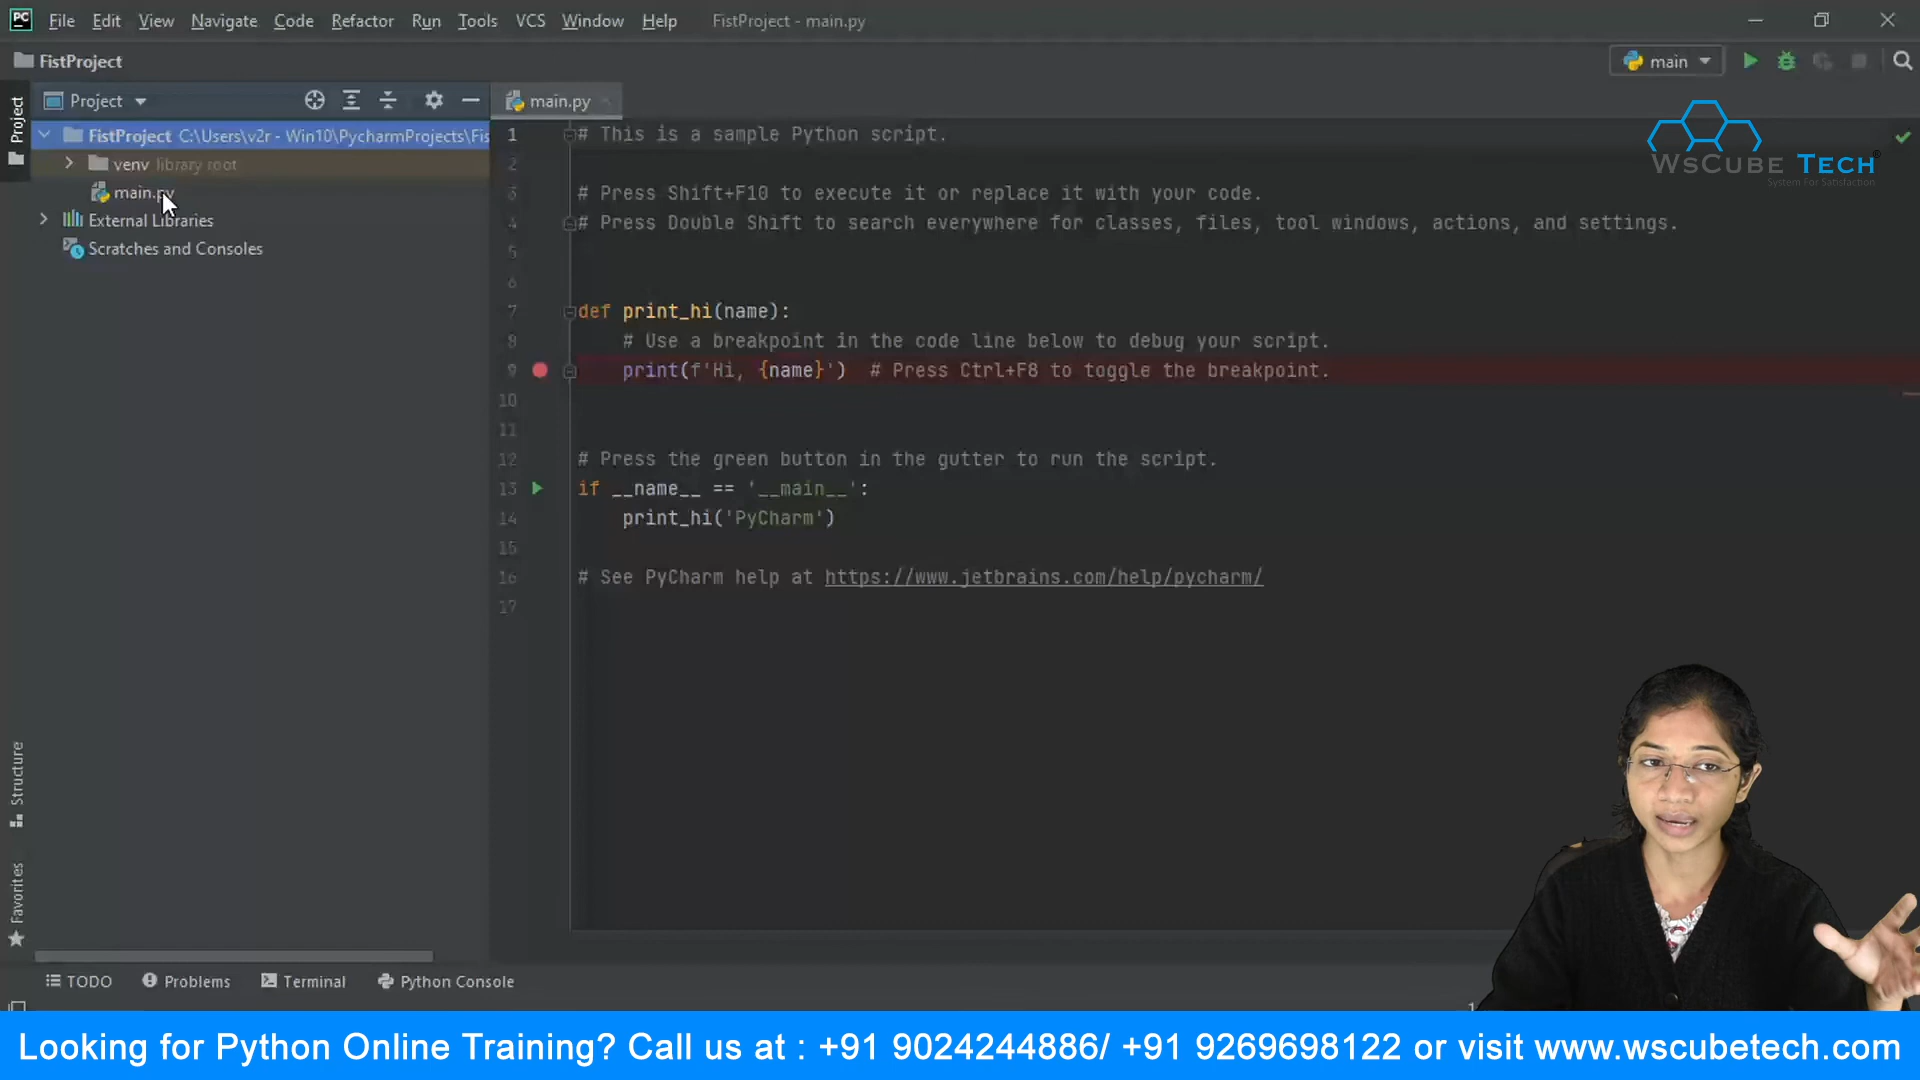 PC File Edit View Navigate Code Refactor Run Tools VCS Window Help FistProject - main.py
FistProject
main
Project
main.py
Project
FistProject C:\Users\v2r - Win10\PycharmProjects\Fis
venv library root
main.py
External Libraries
Scratches and Consoles
1 # This is a sample Python script.
2
3 # Press Shift+F10 to execute it or replace it with your code.
4 # Press Double Shift to search everywhere for classes, files, tool windows, actions, and settings.
5
6
7 def print_hi(name):
8 # Use a breakpoint in the code line below to debug your script.
9 print(f'Hi, {name}') # Press Ctrl+F8 to toggle the breakpoint.
10
11
12 # Press the green button in the gutter to run the script.
13 if __name__ == '__main__':
14 print_hi('PyCharm')
15
16 # See PyCharm help at https://www.jetbrains.com/help/pycharm/
17
WsCube Tech®
System For Satisfaction
Structure
Favorites
TODO Problems Terminal Python Console
Looking for Python Online Training? Call us at : +91 9024244886/ +91 9269698122 or visit www.wscubetech.com